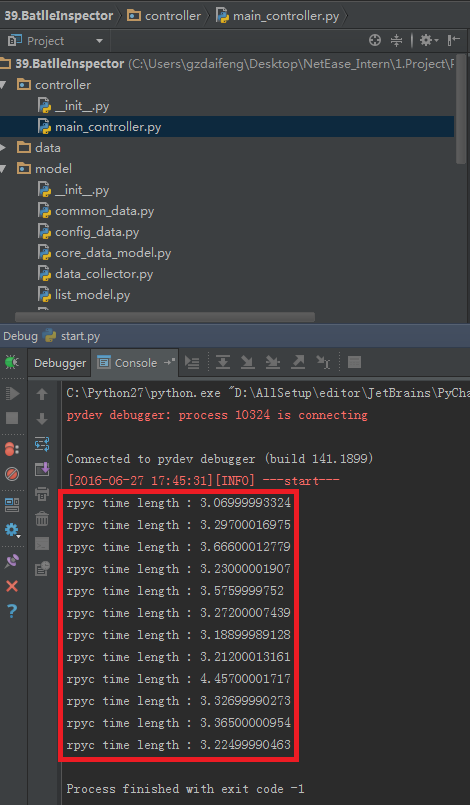 39.BatlleInspector controller main_controller.py
Project
39.BatlleInspector (C:\Users\gzdaifeng\Desktop\NetEase_Intern\1.Project\F
controller
__init__.py
main_controller.py
data
model
__init__.py
common_data.py
config_data.py
core_data_model.py
data_collector.py
list_model.py
Debug start.py
Debugger Console
C:\Python27\python.exe "D:\AllSetup\editor\JetBrains\PyCha
pydev debugger: process 10324 is connecting
Connected to pydev debugger (build 141.1899)
[2016-06-27 17:45:31][INFO] ---start---
rpyc time length : 3.06999993324
rpyc time length : 3.29700016975
rpyc time length : 3.66600012779
rpyc time length : 3.23000001907
rpyc time length : 3.5759999752
rpyc time length : 3.27200007439
rpyc time length : 3.18899989128
rpyc time length : 3.21200013161
rpyc time length : 4.45700001717
rpyc time length : 3.32699990273
rpyc time length : 3.36500000954
rpyc time length : 3.22499990463
Process finished with exit code -1